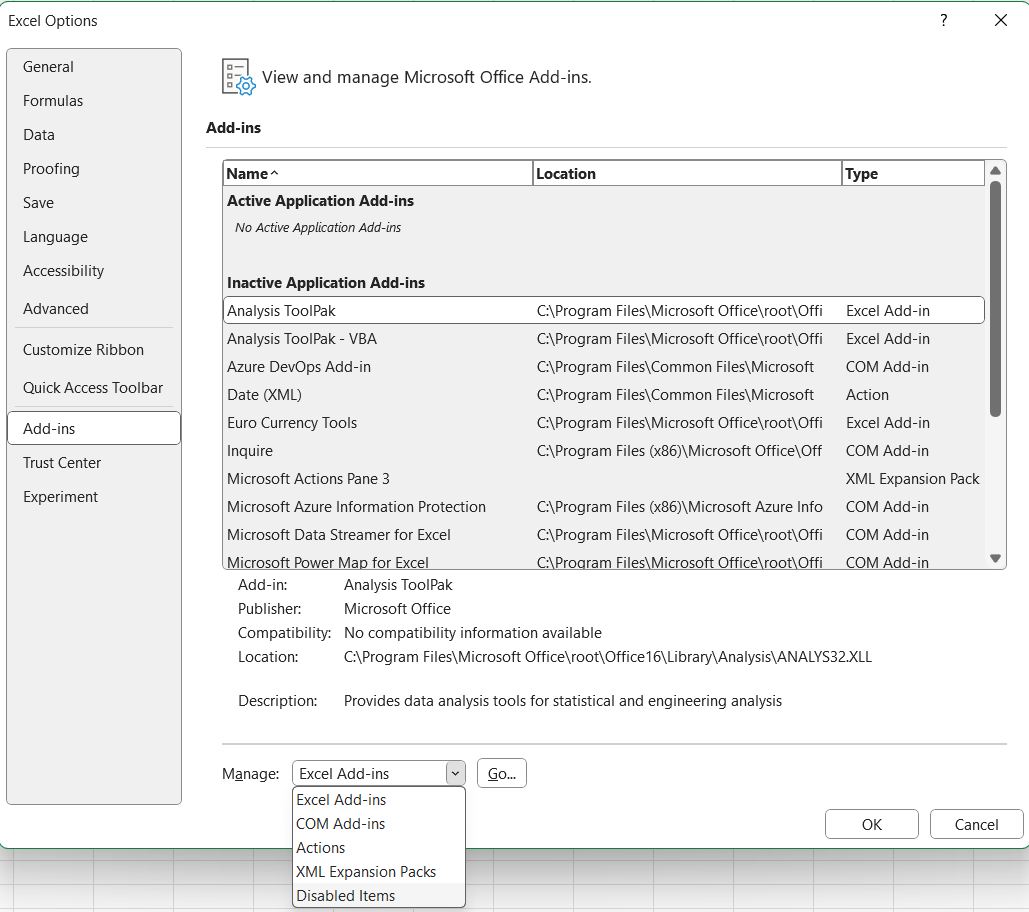 Excel Options
?
General
Formulas
Data
Proofing
Save
Language
Accessibility
Advanced
Customize Ribbon
Quick Access Toolbar
Add-ins
Trust Center
Experiment
View and manage Microsoft Office Add-ins.
Add-ins
Name Location Type
Active Application Add-ins
No Active Application Add-ins
Inactive Application Add-ins
Analysis ToolPak C:\Program Files\Microsoft Office\root\Offi Excel Add-in
Analysis ToolPak - VBA C:\Program Files\Microsoft Office\root\Offi Excel Add-in
Azure DevOps Add-in C:\Program Files\Common Files\Microsoft COM Add-in
Date (XML) C:\Program Files\Common Files\Microsoft Action
Euro Currency Tools C:\Program Files\Microsoft Office\root\Offi Excel Add-in
Inquire C:\Program Files (x86)\Microsoft Office\Off COM Add-in
Microsoft Actions Pane 3 XML Expansion Pack
Microsoft Azure Information Protection C:\Program Files (x86)\Microsoft Azure Info COM Add-in
Microsoft Data Streamer for Excel C:\Program Files\Microsoft Office\root\Offi COM Add-in
Microsoft Power Map for Excel C:\Program Files\Microsoft Office\root\Offi COM Add-in
Add-in: Analysis ToolPak
Publisher: Microsoft Office
Compatibility: No compatibility information available
Location: C:\Program Files\Microsoft Office\root\Office16\Library\Analysis\ANALYS32.XLL
Description: Provides data analysis tools for statistical and engineering analysis
Manage: Excel Add-ins Go...
Excel Add-ins
COM Add-ins
Actions
XML Expansion Packs
Disabled Items
OK Cancel